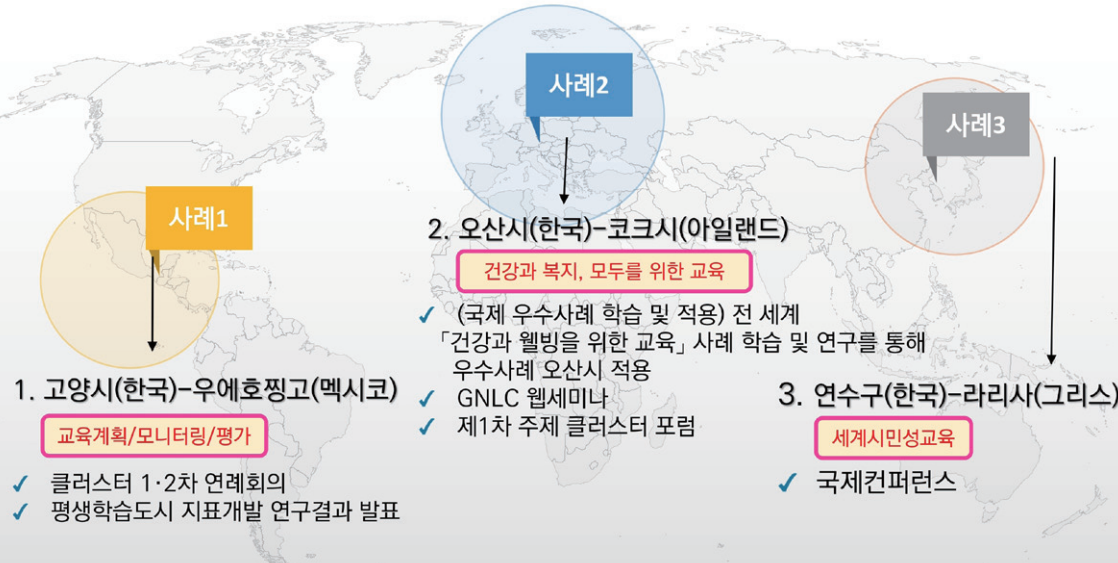 사례1
1. 고양시(한국)-우에호찡고(멕시코)
교육계획/모니터링/평가
✓ 클러스터 1·2차 연례회의
✓ 평생학습도시 지표개발 연구결과 발표
사례2
2. 오산시(한국)-코크시(아일랜드)
건강과 복지, 모두를 위한 교육
✓ (국제 우수사례 학습 및 적용) 전 세계
「건강과 웰빙을 위한 교육」 사례 학습 및 연구를 통해
우수사례 오산시 적용
✓ GNLC 웹세미나
✓ 제1차 주제 클러스터 포럼
사례3
3. 연수구(한국)-라리사(그리스)
세계시민성교육
✓ 국제컨퍼런스